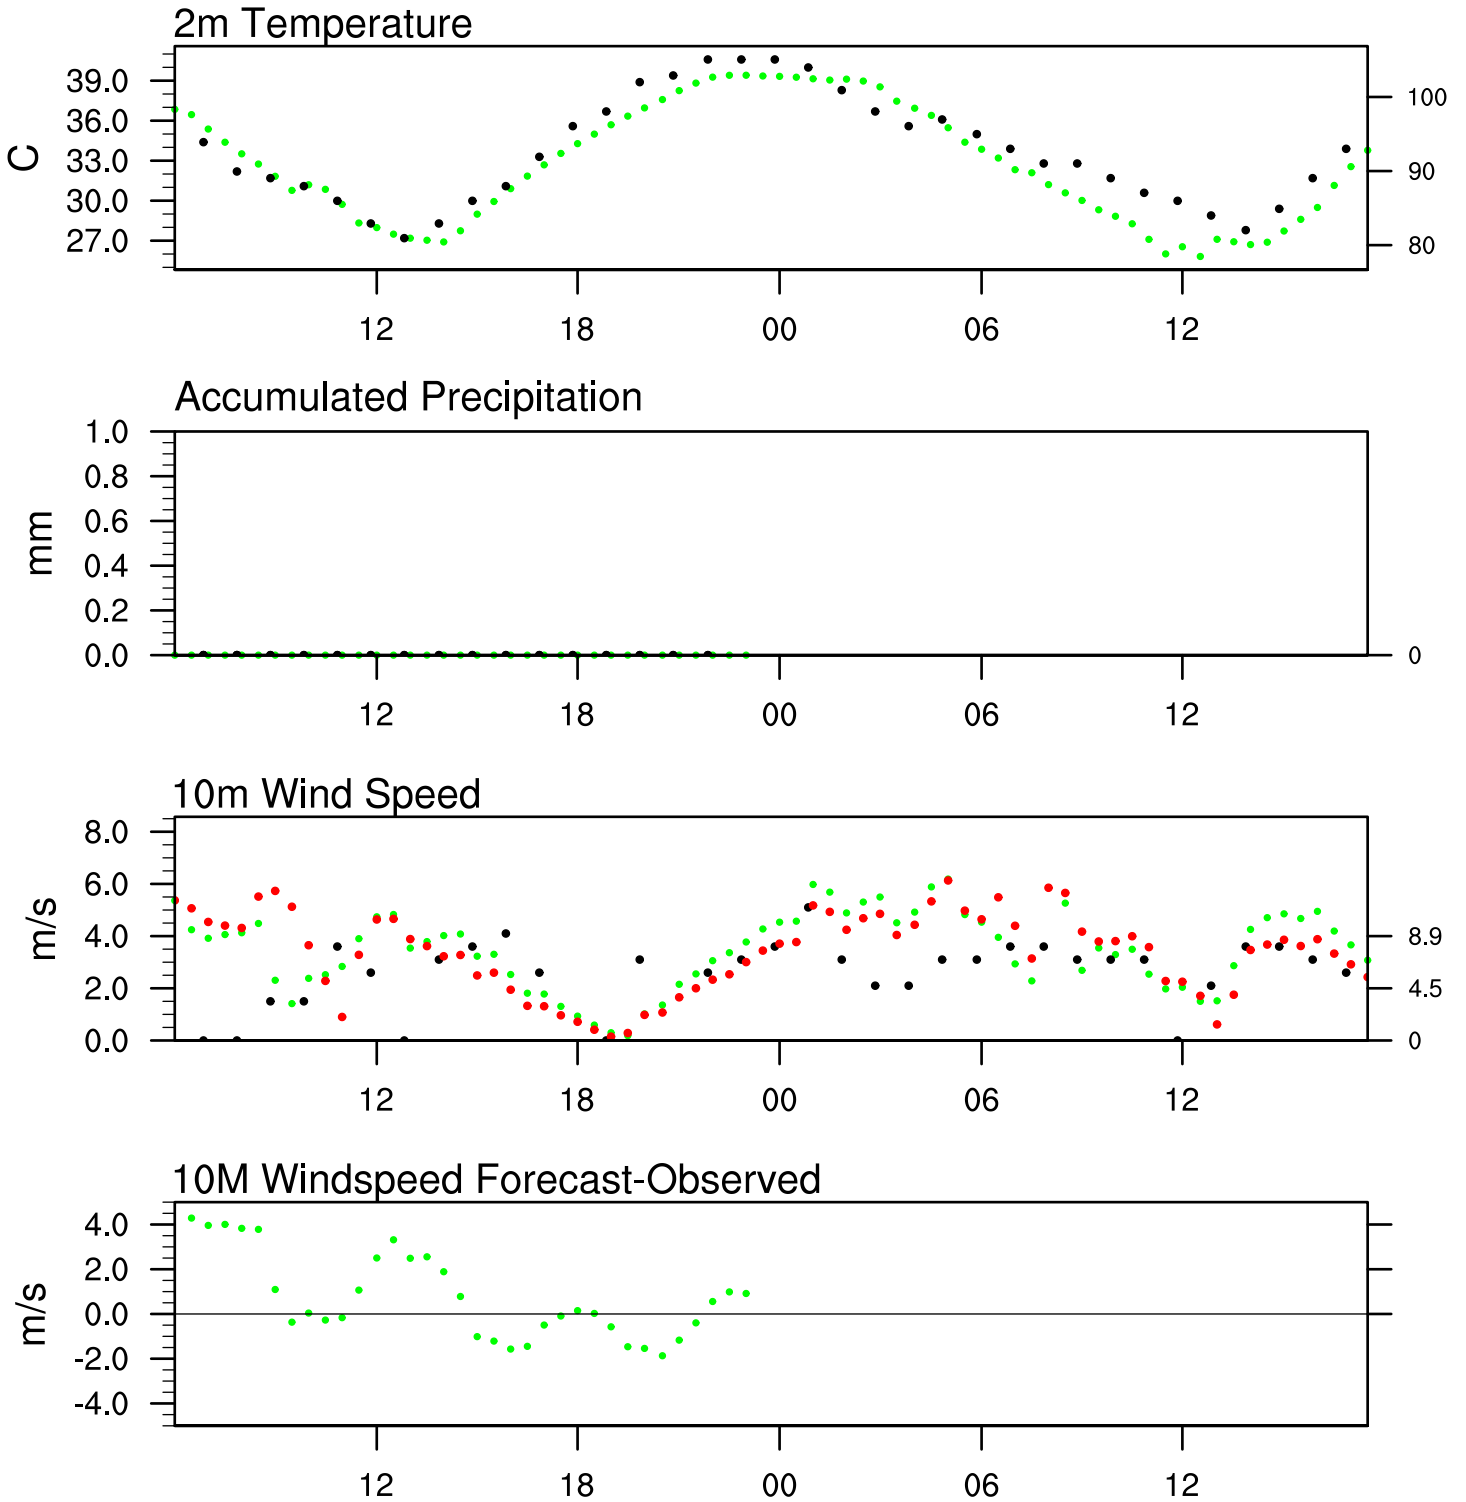 2m Temperature
C
39.0
36.0
33.0
30.0
27.0
100
90
80
12 18 00 06 12
Accumulated Precipitation
mm
1.0
0.8
0.6
0.4
0.2
0.0
0
12 18 00 06 12
10m Wind Speed
m/s
8.0
6.0
4.0
2.0
0.0
8.9
4.5
0
12 18 00 06 12
10M Windspeed Forecast-Observed
m/s
4.0
2.0
0.0
-2.0
-4.0
12 18 00 06 12